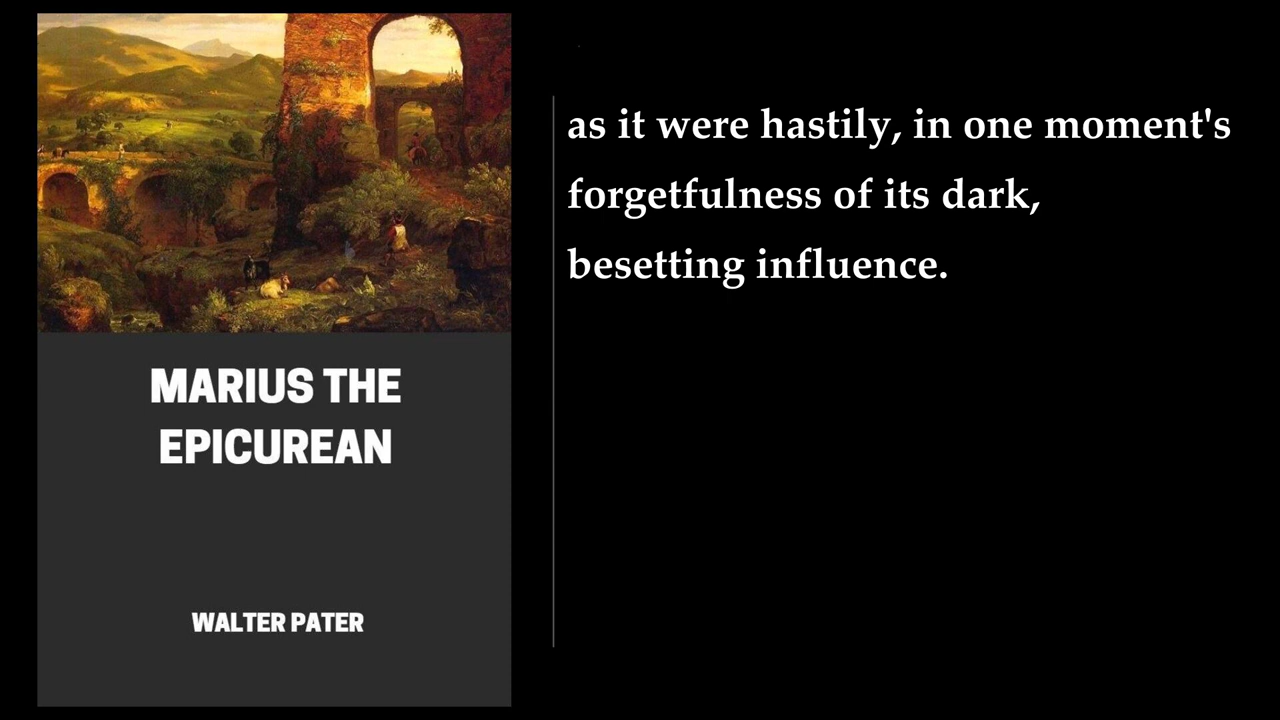 MARIUS THE
EPICUREAN
WALTER PATER
as it were hastily, in one moment's
forgetfulness of its dark,
besetting influence.